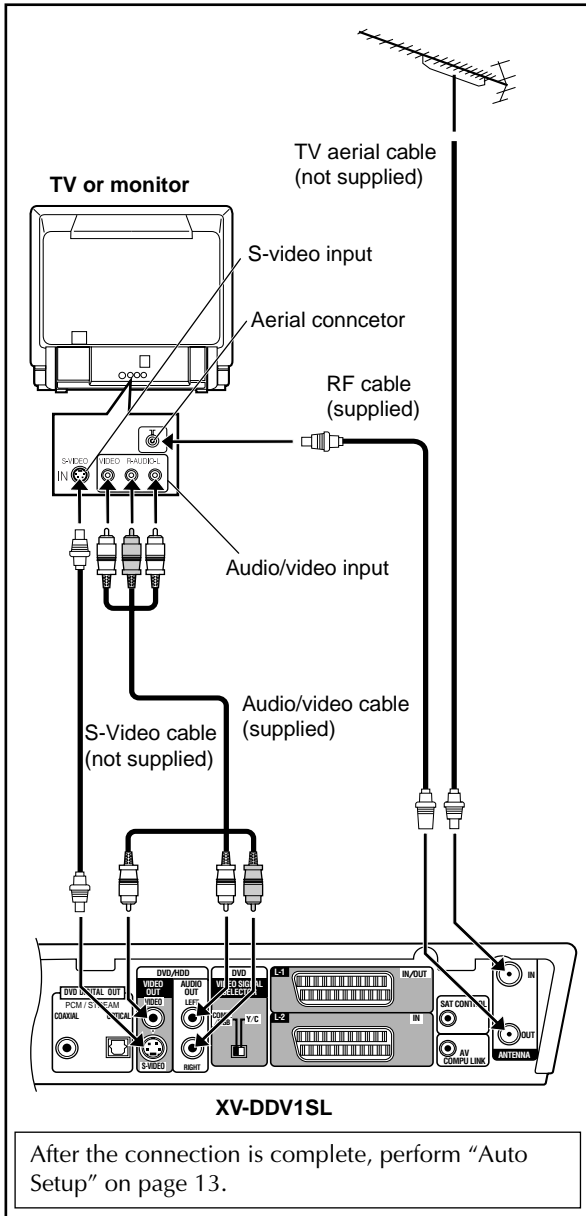 TV aerial cable
(not supplied)
TV or monitor
S-video input
Aerial conncetor
RF cable
(supplied)
S-VIDEO
VIDEO
R-AUDIO-L
IN
Audio/video input
Audio/video cable
(supplied)
S-Video cable
(not supplied)
DVD DIGITAL OUT
PCM / STREAM
COAXIAL
OPTICAL
DVD/HDD
VIDEO
OUT
VIDEO
S-VIDEO
AUDIO
OUT
LEFT
RIGHT
DVD
VIDEO SIGNAL
SELECTOR
Y/C
L-1
IN/OUT
L-2
IN
SAT CONTROL
AV
COMPU LINK
IN
OUT
ANTENNA
XV-DDV1SL
After the connection is complete, perform “Auto
Setup” on page 13.